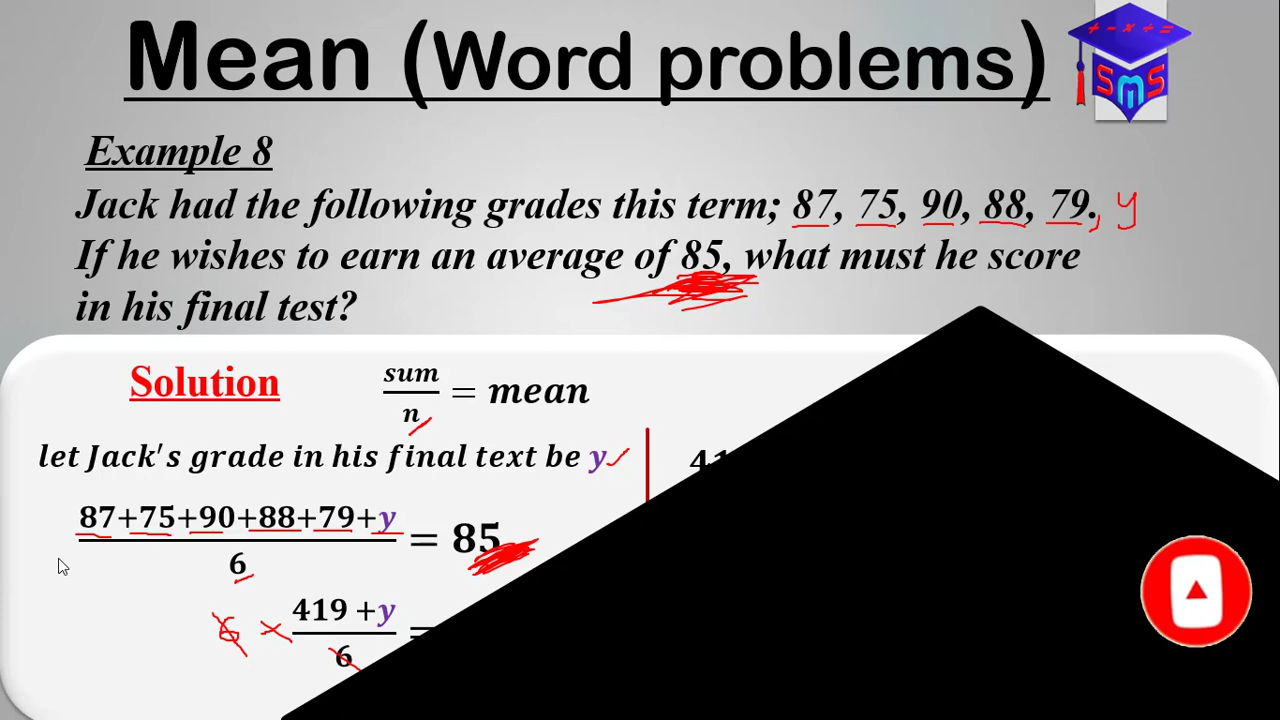 Mean (Word problems)
+ - × ÷ =
SMS
Example 8
Jack had the following grades this term; 87, 75, 90, 88, 79., y
If he wishes to earn an average of 85, what must he score
in his final test?
Solution
sum
n
= mean
let Jack's grade in his final text be y
87+75+90+88+79+y
6
= 85
6 × 419 +y
6
=